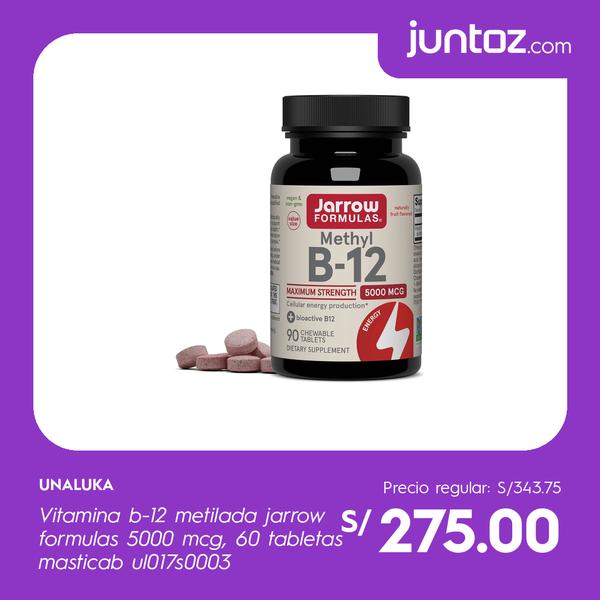 juntoz.com
vegan &
non-gmo
value
size
Jarrow
FORMULAS®
naturally
fruit flavored
Methyl
B-12
MAXIMUM STRENGTH 5000 MCG
Cellular energy production*
+ bioactive B12
90 CHEWABLE
TABLETS
DIETARY SUPPLEMENT
ENERGY
UNALUKA
Precio regular: S/343.75
Vitamina b-12 metilada jarrow
formulas 5000 mcg, 60 tabletas
masticab ul017s0003
S/ 275.00